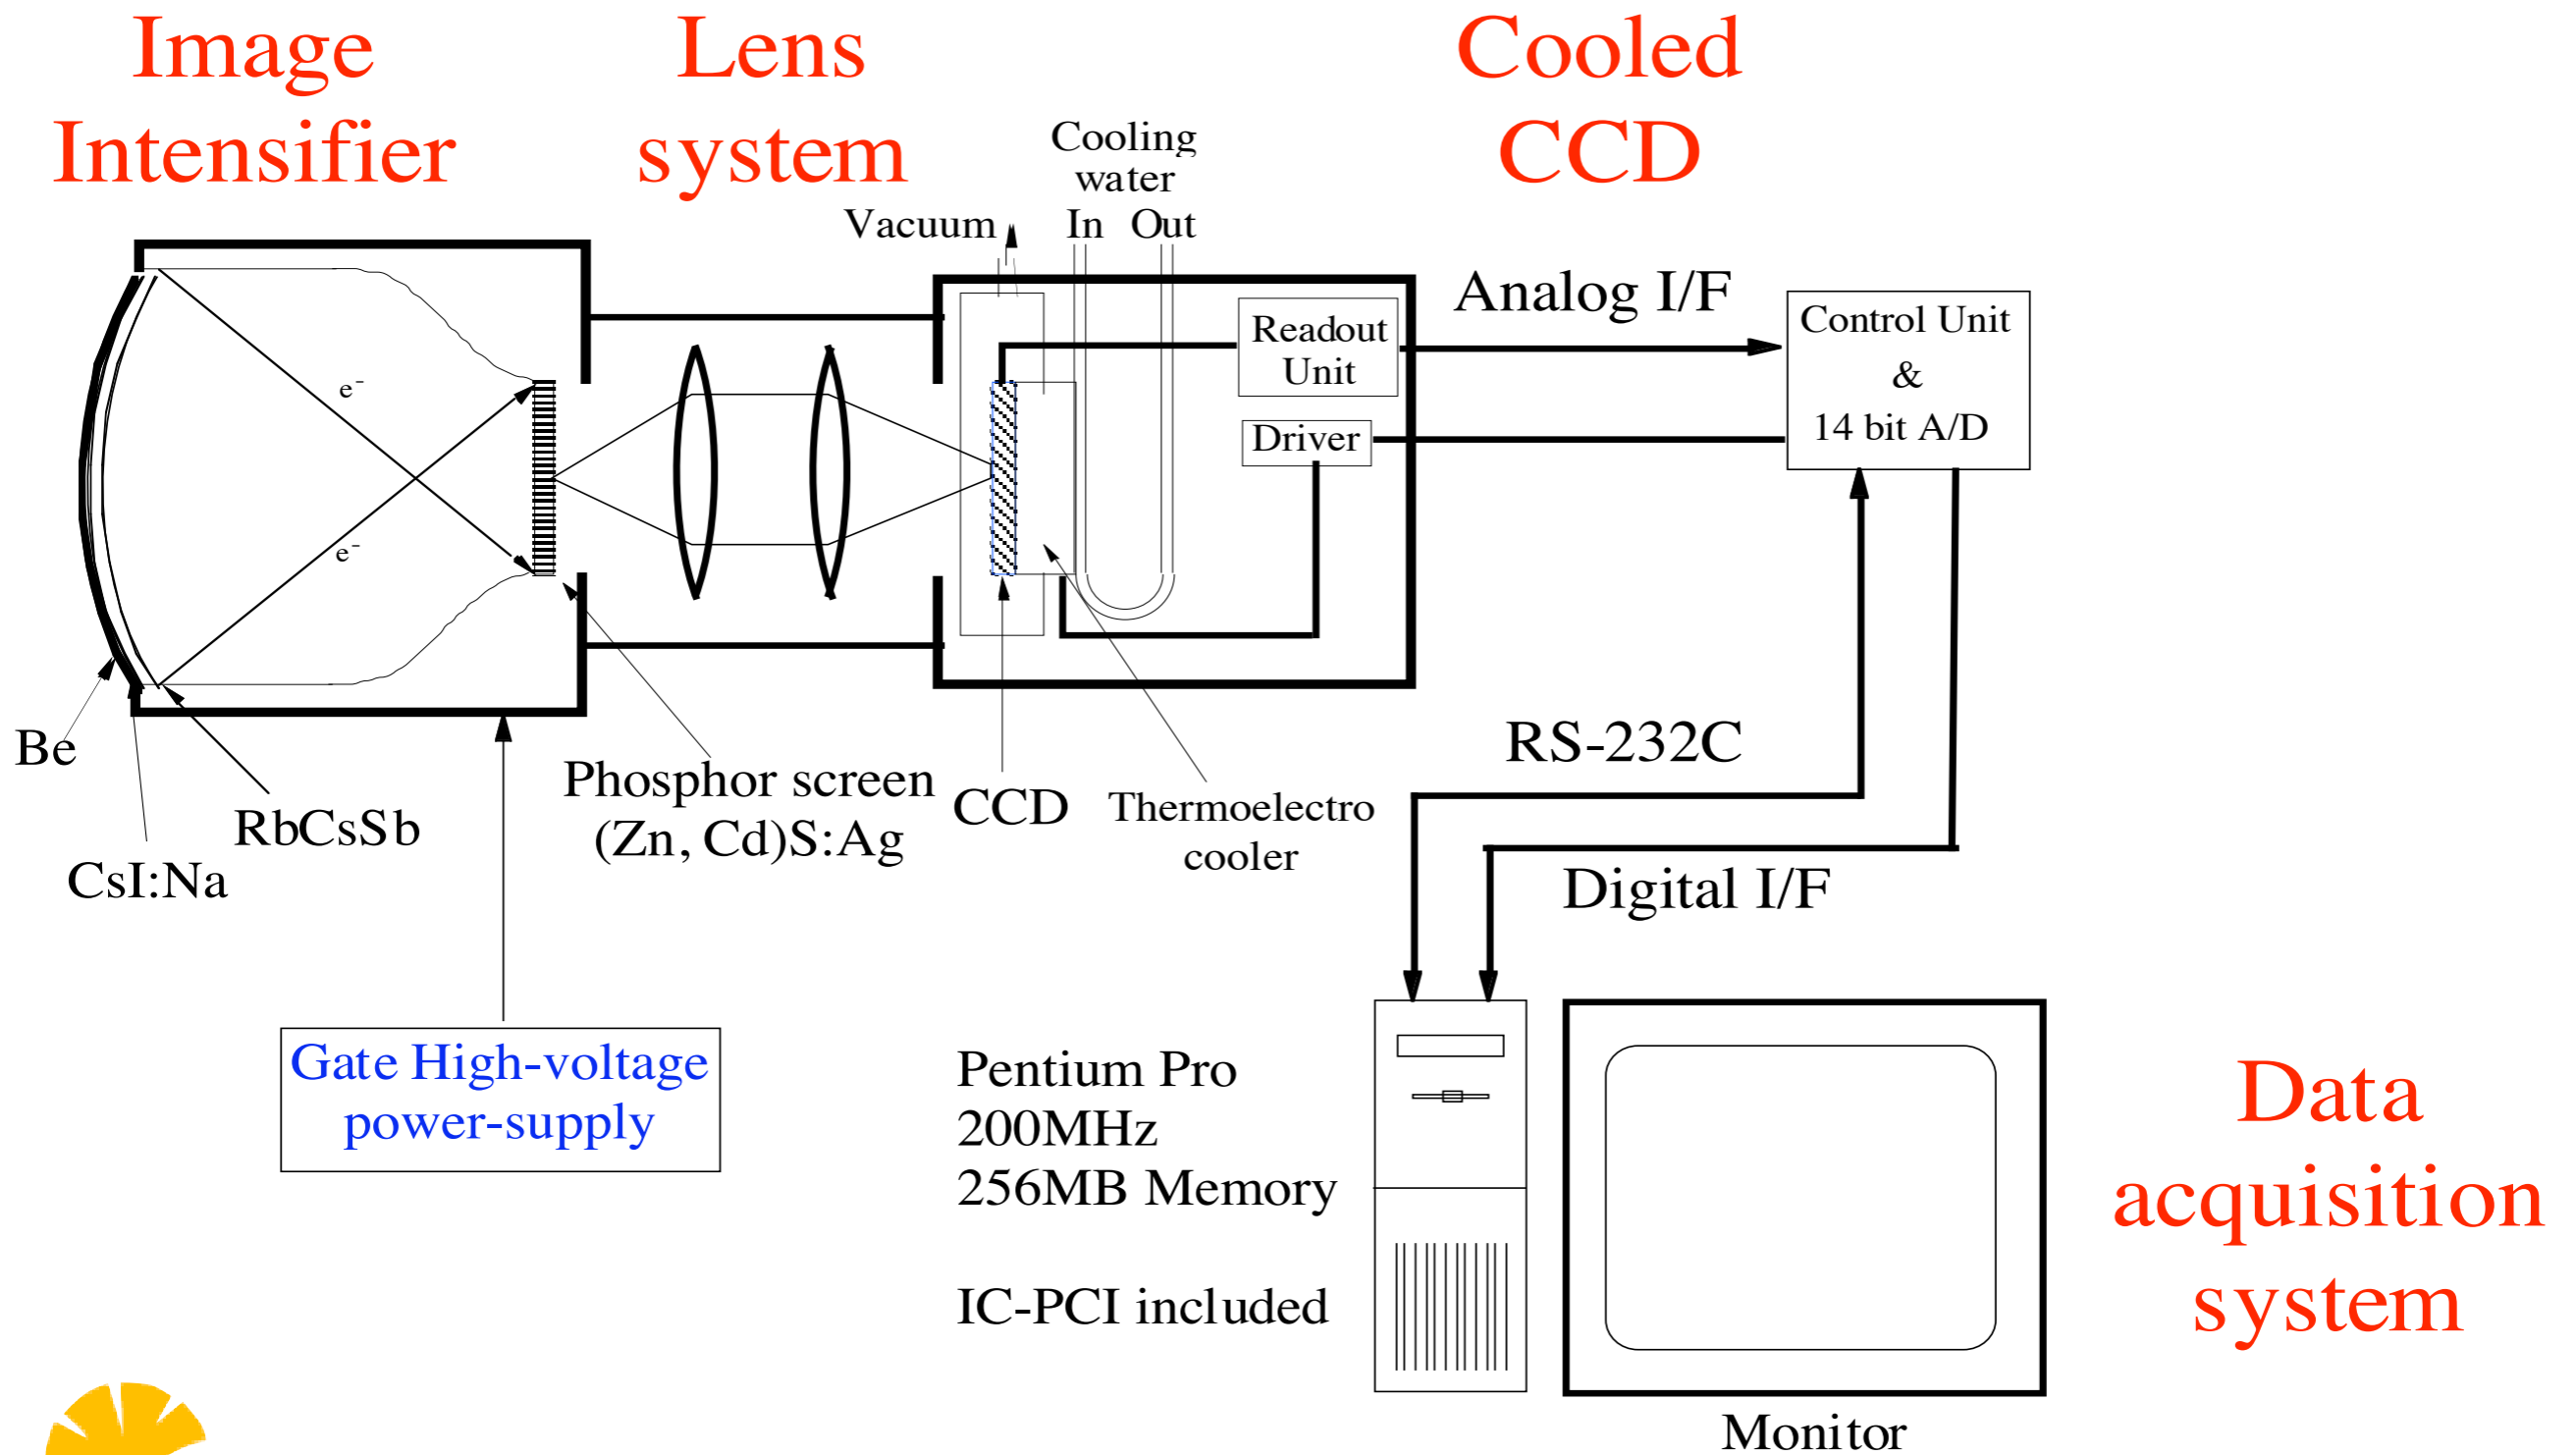 Image
Intensifier
Lens
system
Cooled
CCD
Cooling
water
Vacuum
In Out
Analog I/F
Readout
Unit
Driver
Control Unit
&
14 bit A/D
e-
e-
Be
CsI:Na
RbCsSb
Phosphor screen
(Zn, Cd)S:Ag
CCD
Thermoelectro
cooler
RS-232C
Digital I/F
Gate High-voltage
power-supply
Pentium Pro
200MHz
256MB Memory
IC-PCI included
Data
acquisition
system
Monitor